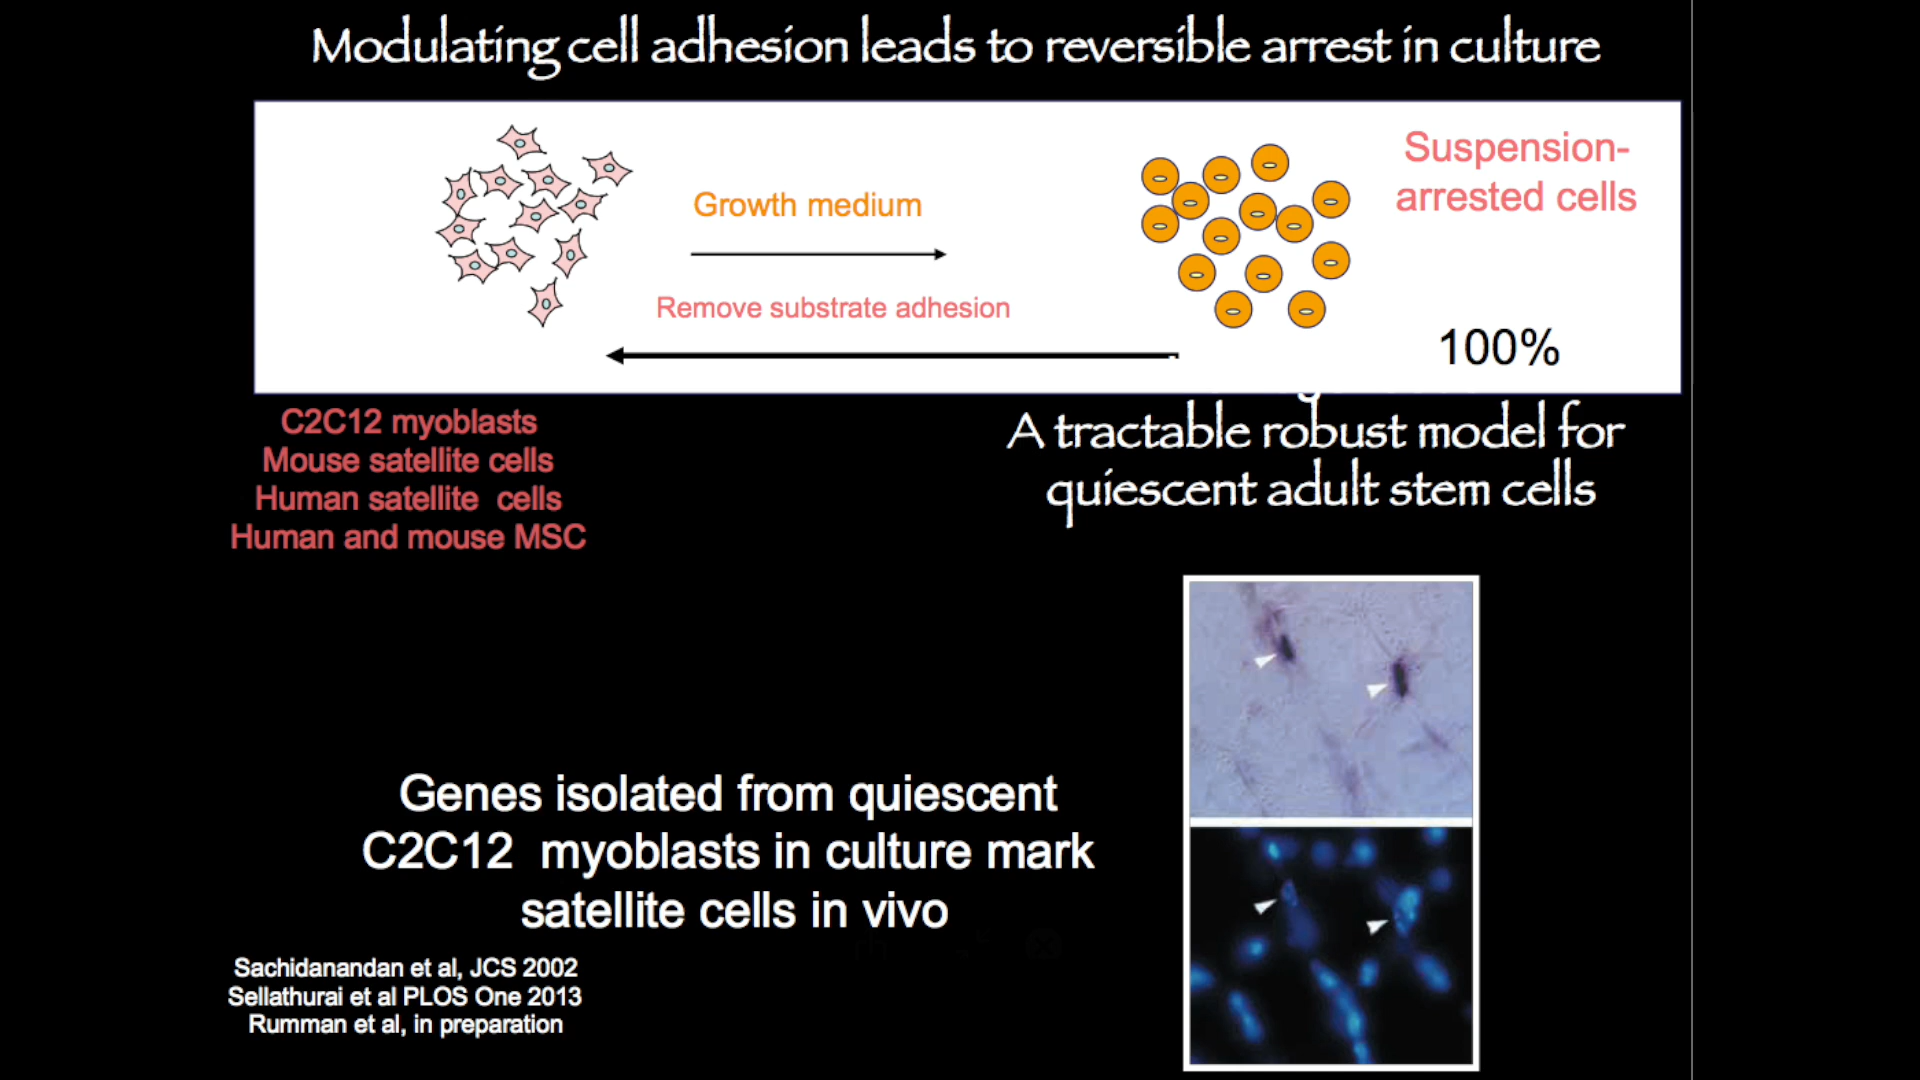 Modulating cell adhesion leads to reversible arrest in culture
Suspension-
arrested cells
Growth medium
Remove substrate adhesion
100%
C2C12 myoblasts
Mouse satellite cells
Human satellite cells
Human and mouse MSC
A tractable robust model for
quiescent adult stem cells
Genes isolated from quiescent
C2C12 myoblasts in culture mark
satellite cells in vivo
Sachidanandan et al, JCS 2002
Sellathurai et al PLOS One 2013
Rumman et al, in preparation